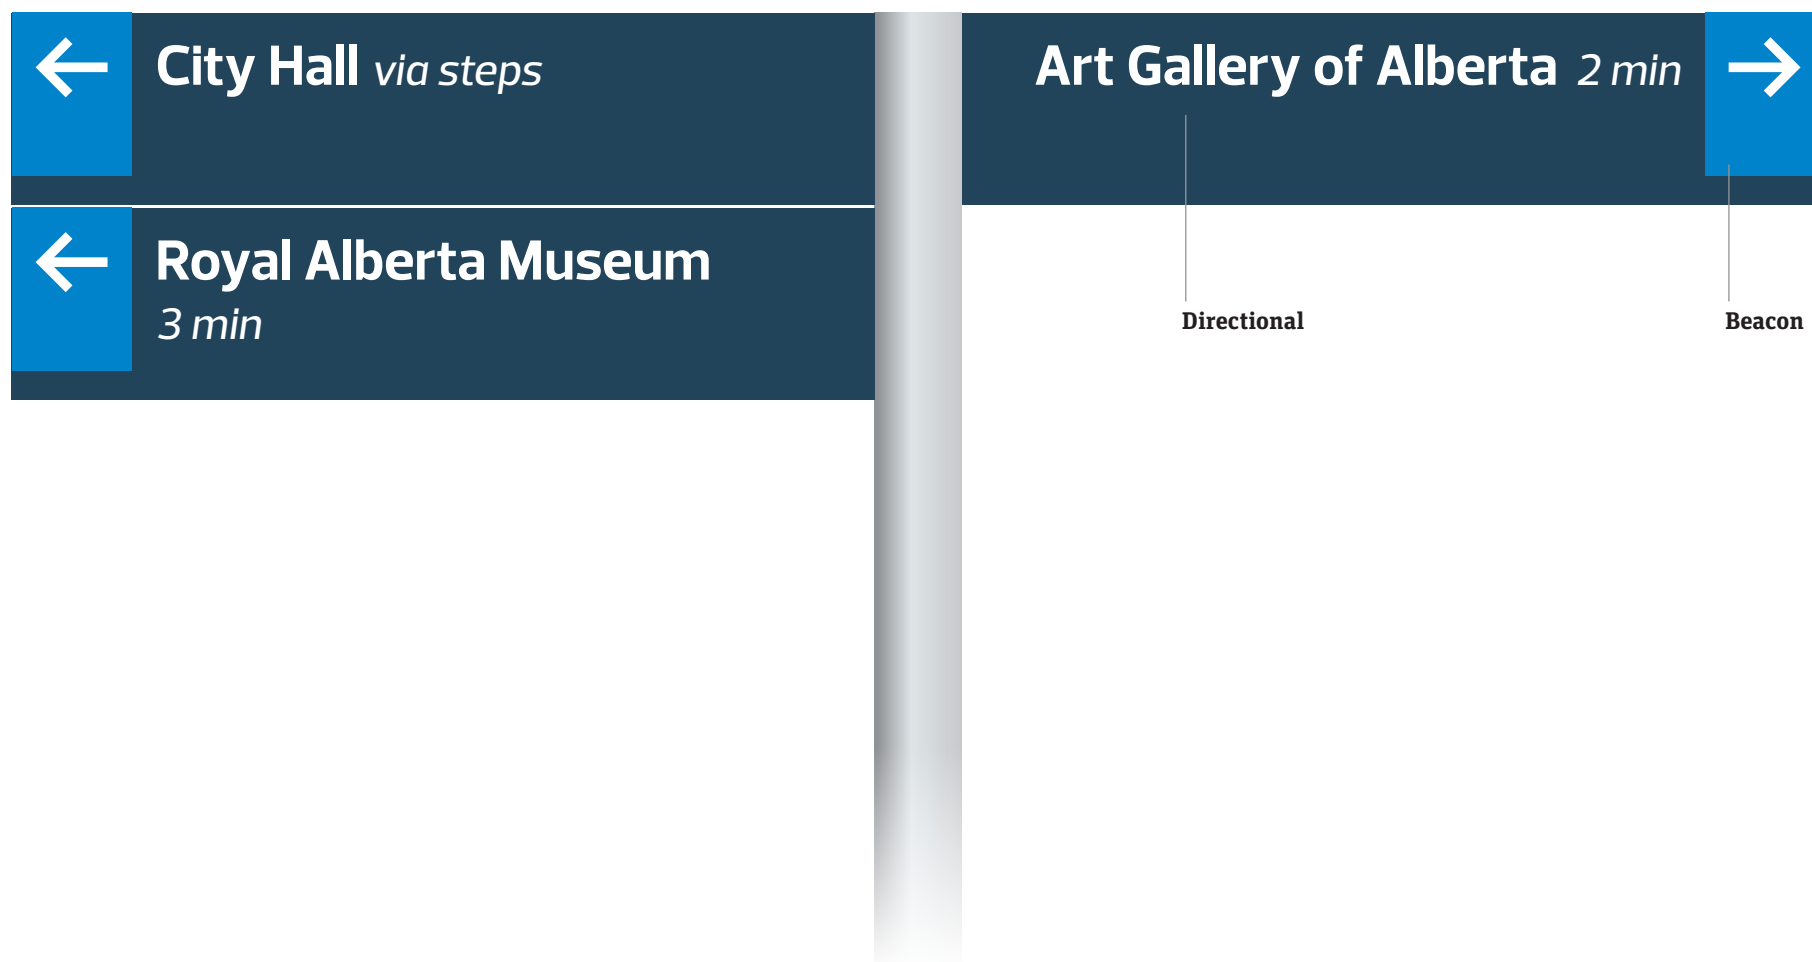 City Hall via steps
Royal Alberta Museum
3 min
Art Gallery of Alberta 2 min
Directional
Beacon